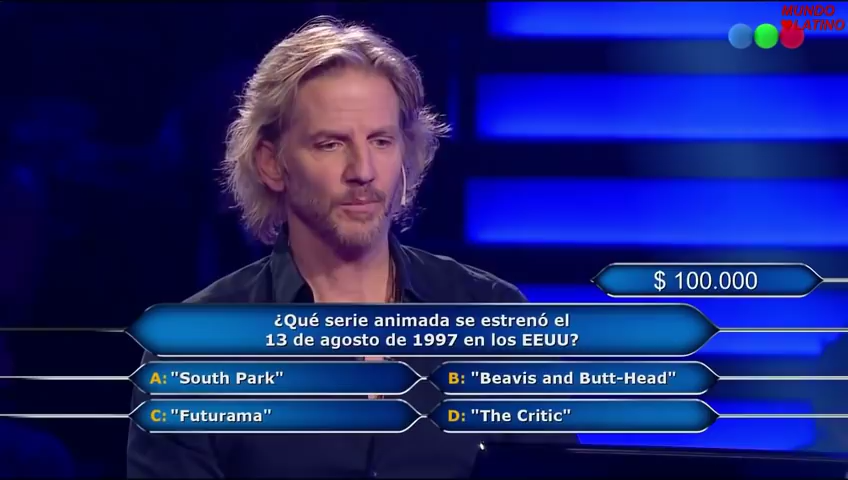 MUNDO
LATINO
$ 100.000
¿Qué serie animada se estrenó el
13 de agosto de 1997 en los EEUU?
A: "South Park"
B: "Beavis and Butt-Head"
C: "Futurama"
D: "The Critic"